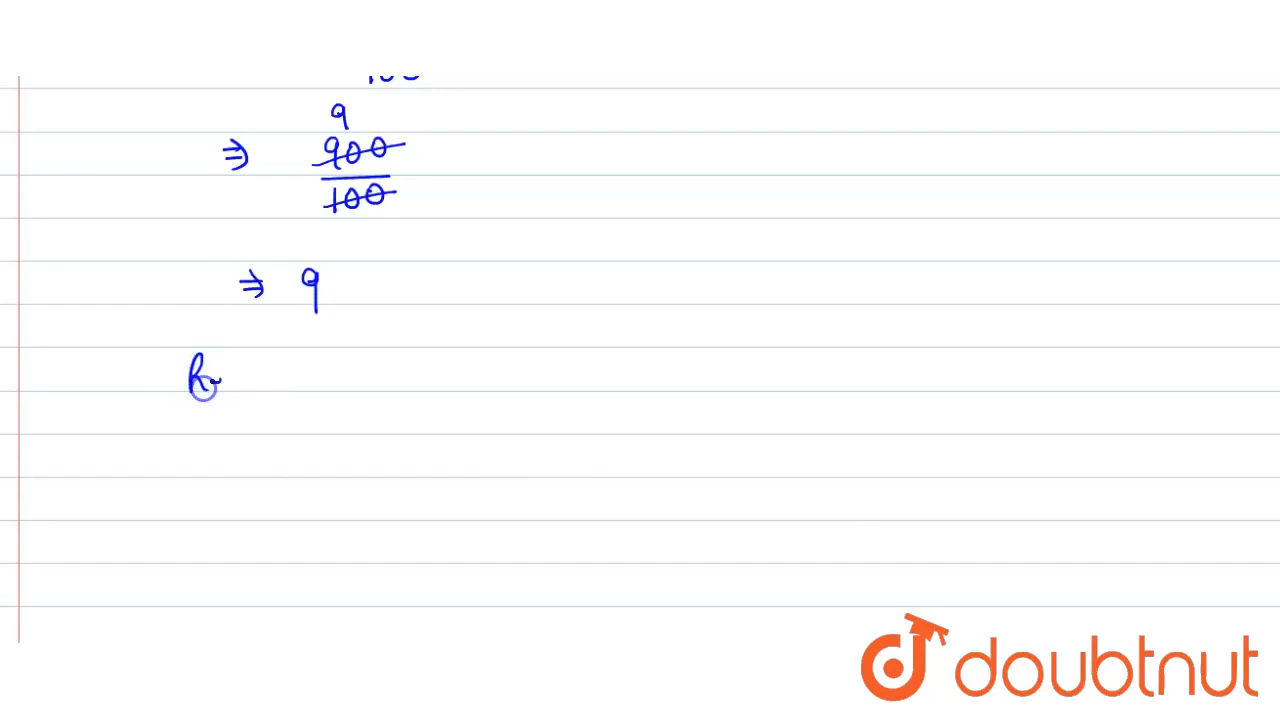 9
⇒ 900
100
⇒ 9
doubtnut